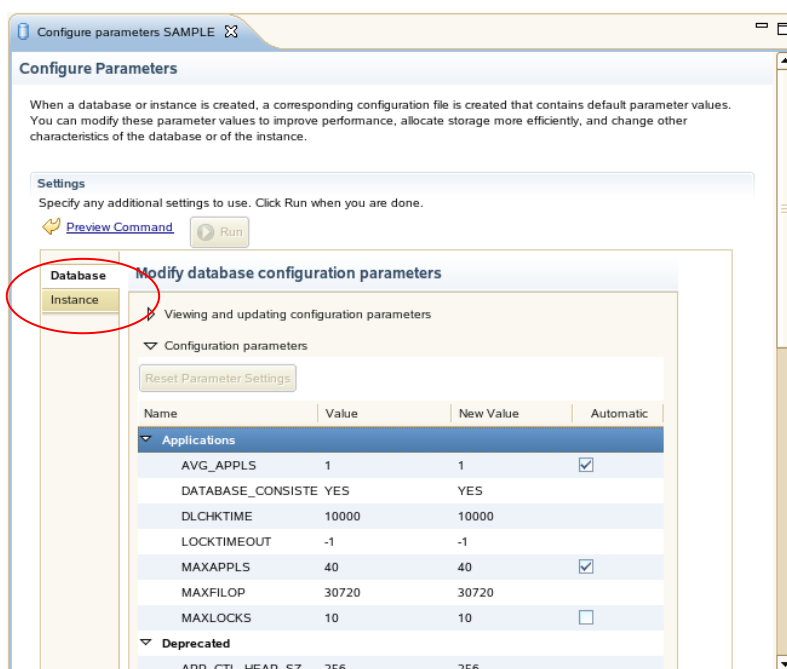 Configure parameters SAMPLE
Configure Parameters
When a database or instance is created, a corresponding configuration file is created that contains default parameter values.
You can modify these parameter values to improve performance, allocate storage more efficiently, and change other
characteristics of the database or of the instance.
Settings
Specify any additional settings to use. Click Run when you are done.
Preview Command Run
Database
Instance
Modify database configuration parameters
Viewing and updating configuration parameters
Configuration parameters
Reset Parameter Settings
Name Value New Value Automatic
Applications
AVG_APPLS 1 1
DATABASE_CONSISTE YES YES
DLCHKTIME 10000 10000
LOCKTIMEOUT -1 -1
MAXAPPLS 40 40
MAXFILOP 30720 30720
MAXLOCKS 10 10
Deprecated
APP_CTL_HEAP_SZ 256 256